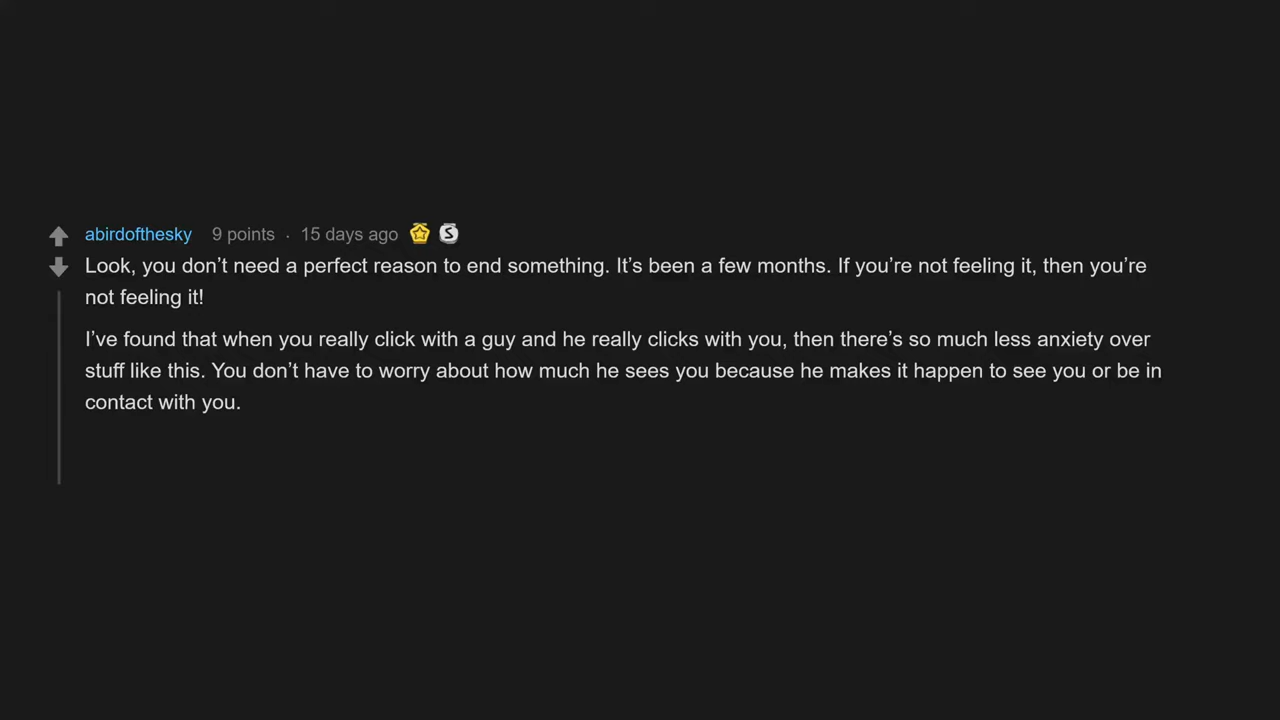 abirdofthesky 9 points · 15 days ago
Look, you don’t need a perfect reason to end something. It’s been a few months. If you’re not feeling it, then you’re
not feeling it!
I’ve found that when you really click with a guy and he really clicks with you, then there’s so much less anxiety over
stuff like this. You don’t have to worry about how much he sees you because he makes it happen to see you or be in
contact with you.